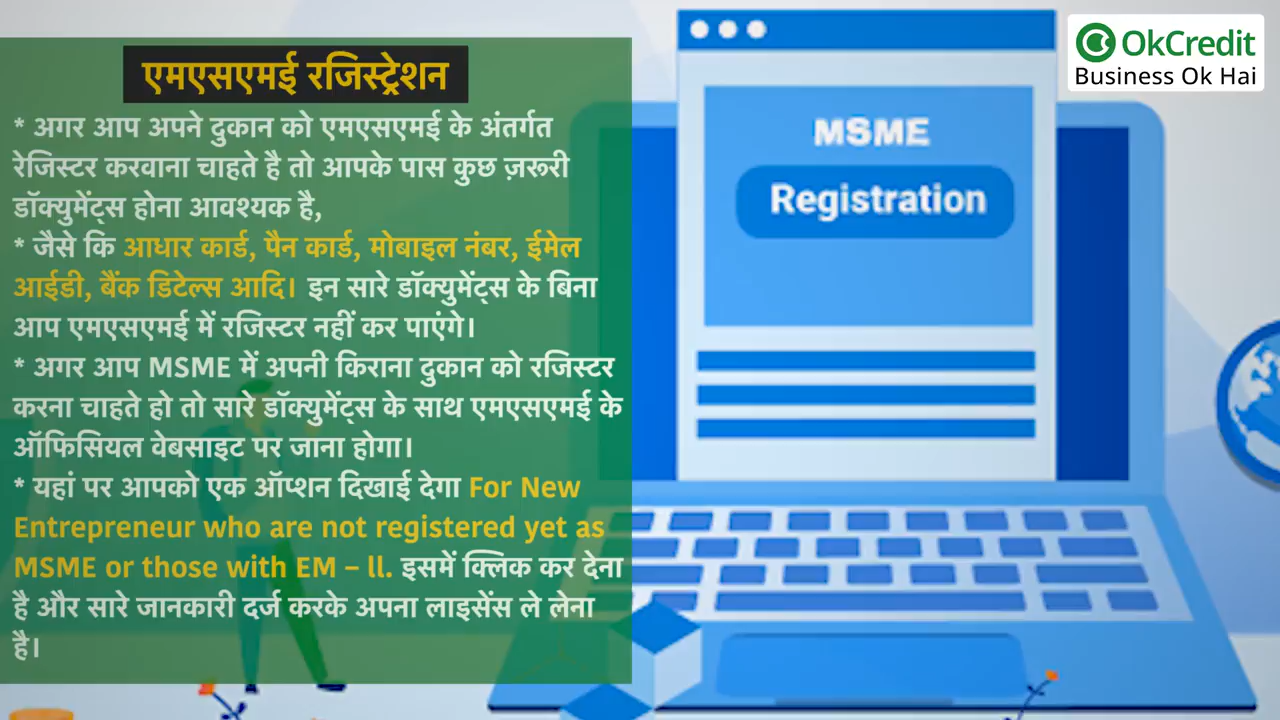 एमएसएमई रजिस्ट्रेशन
* अगर आप अपने दुकान को एमएसएमई के अंतर्गत
रेजिस्टर करवाना चाहते है तो आपके पास कुछ ज़रूरी
डॉक्युमेंट्स होना आवश्यक है,
* जैसे कि आधार कार्ड, पैन कार्ड, मोबाइल नंबर, ईमेल
आईडी, बैंक डिटेल्स आदि। इन सारे डॉक्युमेंट्स के बिना
आप एमएसएमई में रजिस्टर नहीं कर पाएंगे।
* अगर आप MSME में अपनी किराना दुकान को रजिस्टर
करना चाहते हो तो सारे डॉक्युमेंट्स के साथ एमएसएमई के
ऑफिसियल वेबसाइट पर जाना होगा।
* यहां पर आपको एक ऑप्शन दिखाई देगा For New
Entrepreneur who are not registered yet as
MSME or those with EM – ll. इसमें क्लिक कर देना
है और सारे जानकारी दर्ज करके अपना लाइसेंस ले लेना
है।
MSME
Registration
OkCredit
Business Ok Hai